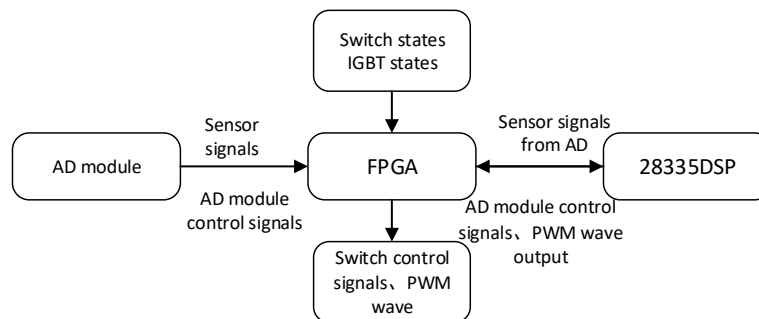 Switch states
IGBT states
Sensor
signals
Sensor signals
from AD
AD module
FPGA
28335DSP
AD module
control signals
AD module control
signals、PWM wave
output
Switch control
signals、PWM
wave